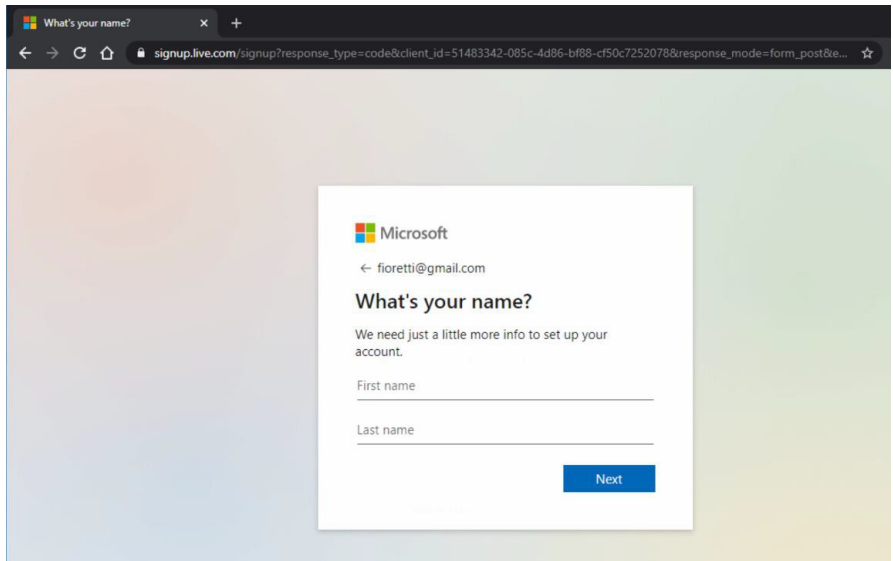 What's your name?
signup.live.com/signup?response_type=code&client_id=51483342-085c-4d86-bf88-cf50c7252078&response_mode=form_post&e...
Microsoft
fioretti@gmail.com
What's your name?
We need just a little more info to set up your
account.
First name
Last name
Next